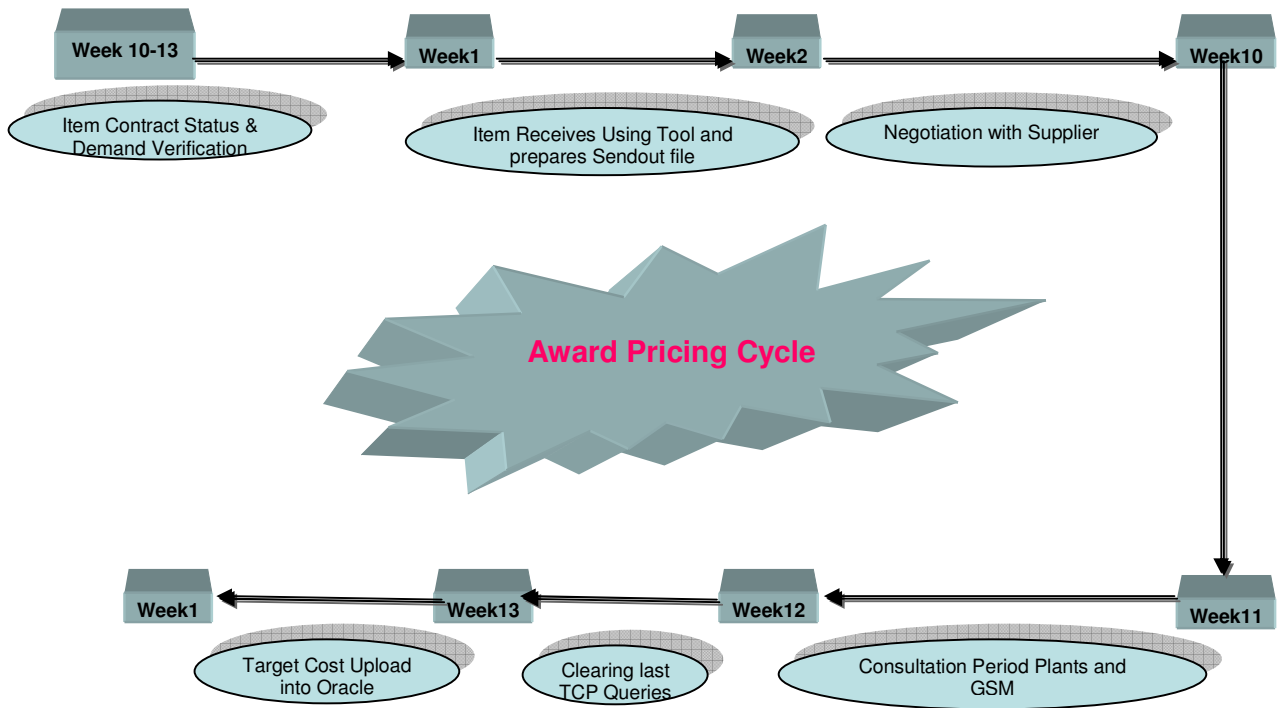 Week 10-13
Week1
Week2
Week10
Item Contract Status &
Demand Verification
Item Receives Using Tool and
prepares Sendout file
Negotiation with Supplier
Award Pricing Cycle
Week1
Week13
Week12
Week11
Target Cost Upload
into Oracle
Clearing last
TCP Queries
Consultation Period Plants and
GSM